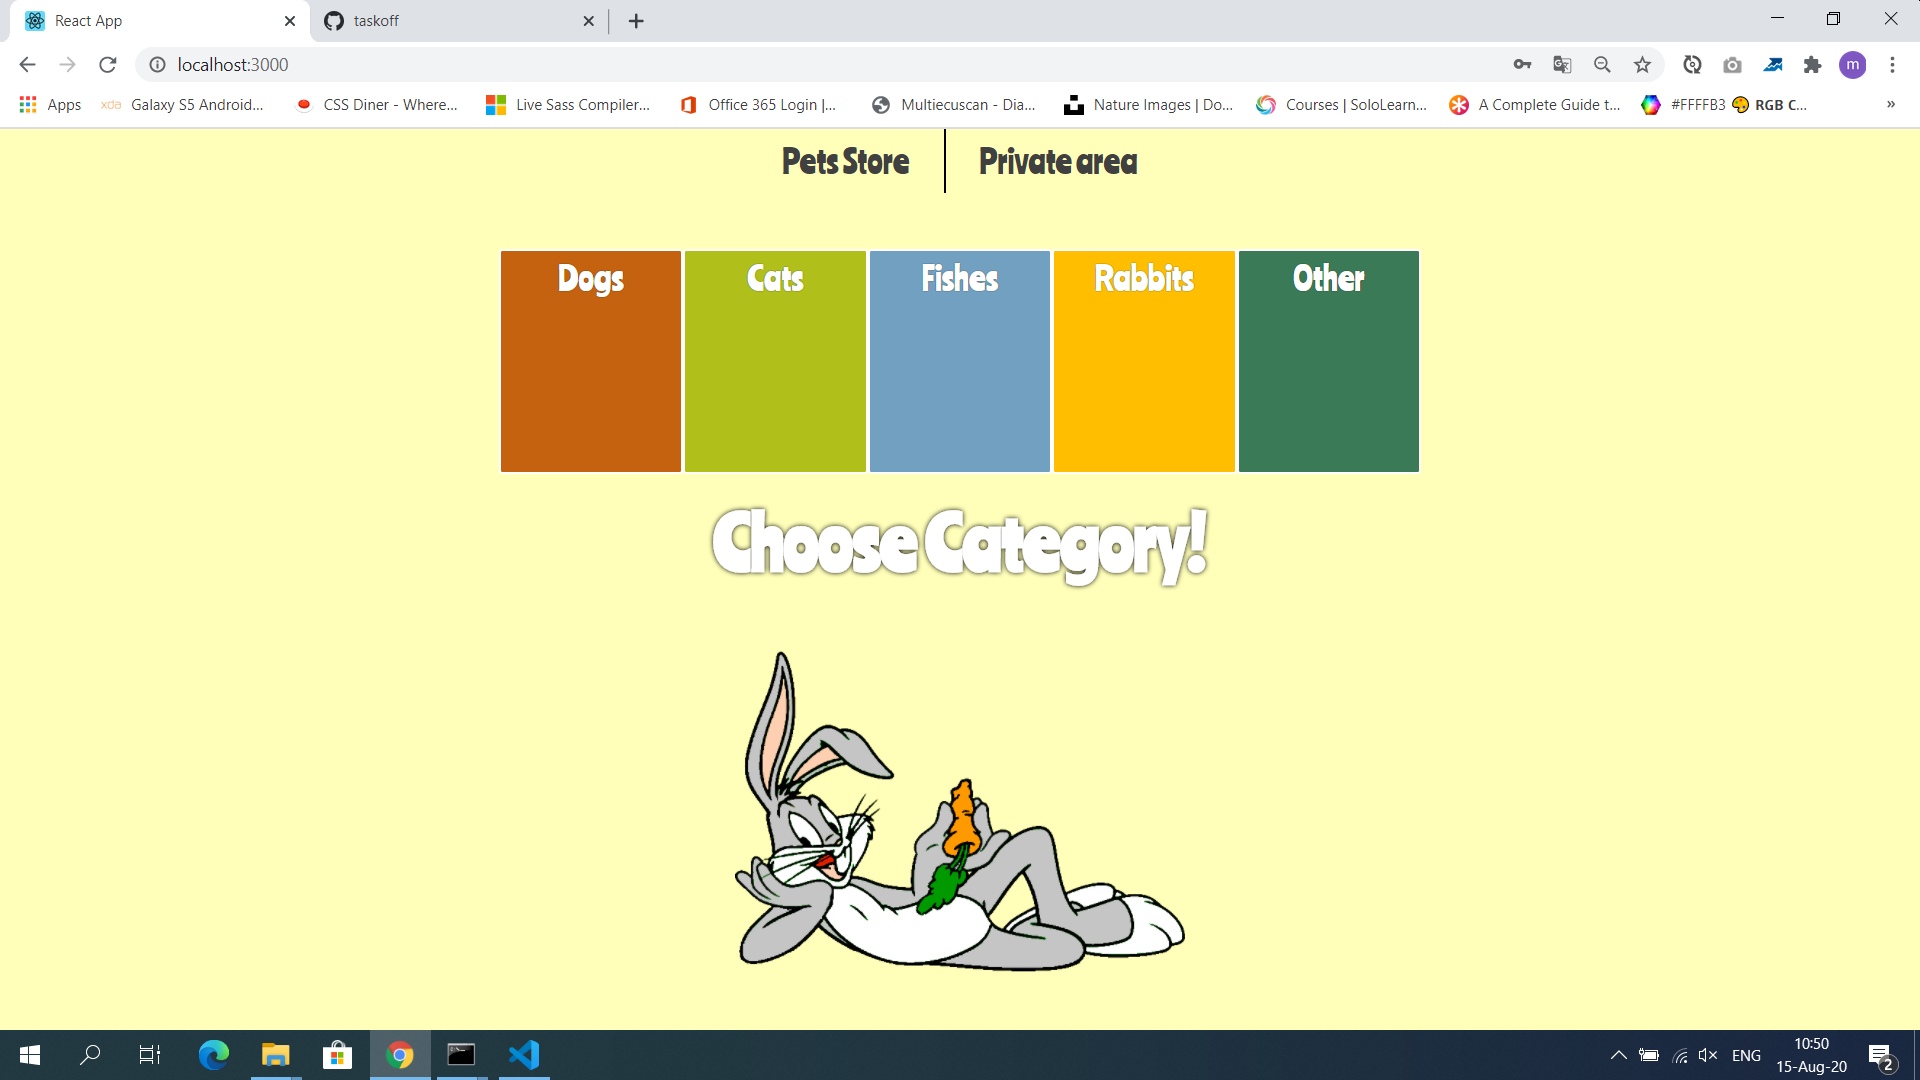 React App
taskoff
localhost:3000
m
Apps
xda Galaxy S5 Android...
CSS Diner - Where...
Live Sass Compiler...
Office 365 Login |...
Multiecuscan - Dia...
Nature Images | Do...
Courses | SoloLearn...
A Complete Guide t...
#FFFFB3 🎨 RGB C...
»
Pets Store
Private area
Dogs
Cats
Fishes
Rabbits
Other
Choose Category!
ENG
10:50
15-Aug-20
2